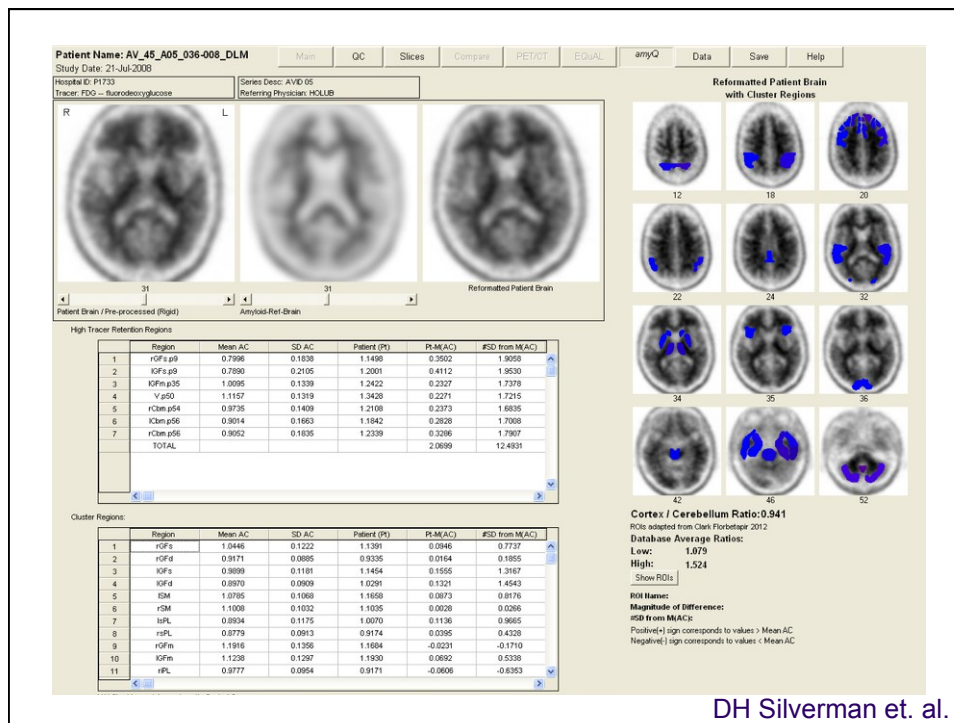 Patient Name: AV_45_A05_036-008_DLM
Study Date: 21-Jul-2008
Main QC Slices Compare PET/CT EQuAL amyQ Data Save Help
Hospital ID: P1733
Tracer: FDG -- fluorodeoxyglucose
Series Desc: AVID 05
Referring Physician: HOLUB
R L
31
Patient Brain / Pre-processed (Rigid)
31
Amyloid-Ref-Brain
Reformatted Patient Brain
High Tracer Retention Regions
Region Mean AC SD AC Patient (Pt) Pt-M(AC) #SD from M(AC)
1 rGFs.p9 0.7996 0.1838 1.1498 0.3502 1.9058
2 lGFs.p9 0.7890 0.2105 1.2001 0.4112 1.9530
3 lGFm.p35 1.0095 0.1339 1.2422 0.2327 1.7378
4 V.p50 1.1157 0.1319 1.3428 0.2271 1.7215
5 rCbm.p54 0.9735 0.1409 1.2108 0.2373 1.6835
6 lCbm.p56 0.9014 0.1663 1.1842 0.2828 1.7008
7 rCbm.p56 0.9052 0.1835 1.2339 0.3286 1.7907
TOTAL 2.0699 12.4931
Cluster Regions:
Region Mean AC SD AC Patient (Pt) Pt-M(AC) #SD from M(AC)
1 rGFs 1.0446 0.1222 1.1391 0.0946 0.7737
2 rGFd 0.9171 0.0885 0.9335 0.0164 0.1855
3 lGFs 0.9899 0.1181 1.1454 0.1555 1.3167
4 lGFd 0.8970 0.0909 1.0291 0.1321 1.4543
5 lSM 1.0785 0.1068 1.1658 0.0873 0.8176
6 rSM 1.1008 0.1032 1.1035 0.0028 0.0266
7 lsPL 0.8934 0.1175 1.0070 0.1136 0.9665
8 rsPL 0.8779 0.0913 0.9174 0.0395 0.4328
9 rGFm 1.1916 0.1356 1.1684 -0.0231 -0.1710
10 lGFm 1.1238 0.1297 1.1930 0.0692 0.5338
11 riPL 0.9777 0.0954 0.9171 -0.0606 -0.6353
Reformatted Patient Brain
with Cluster Regions
12 18 20
22 24 32
34 35 36
42 46 52
Cortex / Cerebellum Ratio:0.941
ROIs adapted from Clark Florbetapir 2012
Database Average Ratios:
Low: 1.079
High: 1.524
Show ROIs
ROI Name:
Magnitude of Difference:
#SD from M(AC):
Positive(+) sign corresponds to values > Mean AC
Negative(-) sign corresponds to values < Mean AC
DH Silverman et. al.